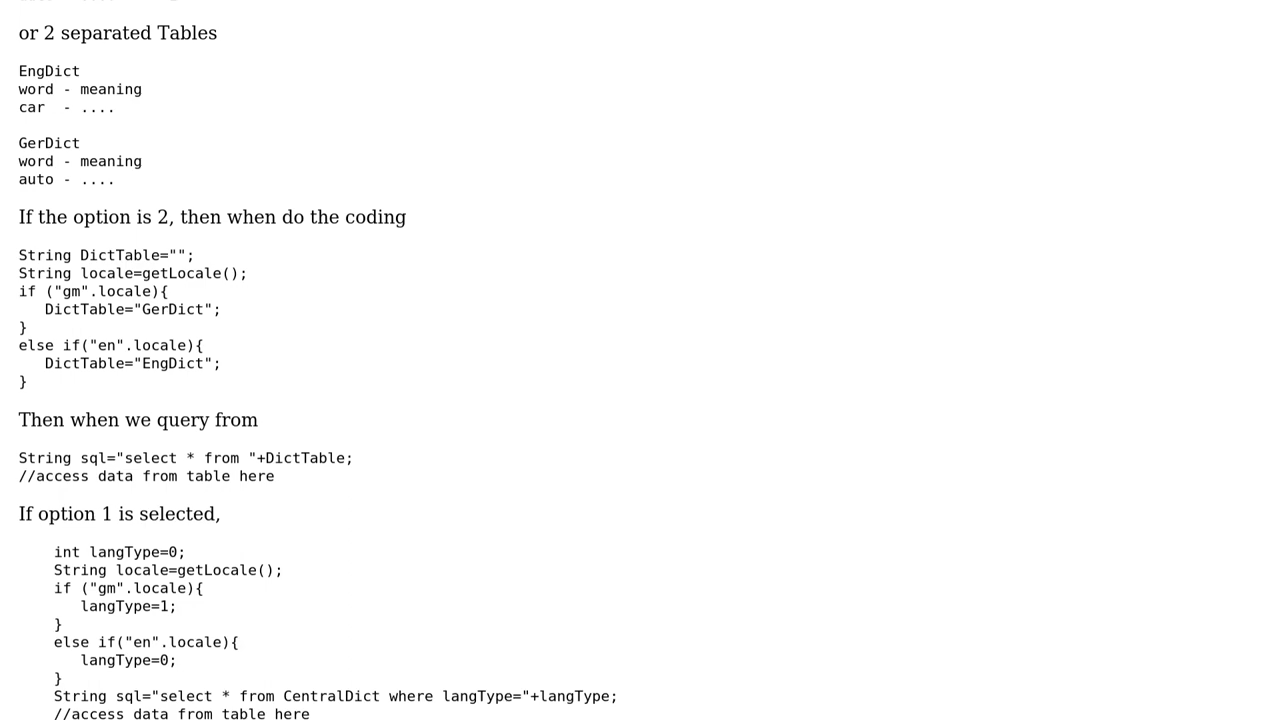 or 2 separated Tables
EngDict
word - meaning
car  - ....
GerDict
word - meaning
auto - ....
If the option is 2, then when do the coding
String DictTable="";
String locale=getLocale();
if ("gm".locale){
   DictTable="GerDict";
}
else if("en".locale){
   DictTable="EngDict";
}
Then when we query from
String sql="select * from "+DictTable;
//access data from table here
If option 1 is selected,
    int langType=0;
    String locale=getLocale();
    if ("gm".locale){
       langType=1;
    }
    else if("en".locale){
       langType=0;
    }
    String sql="select * from CentralDict where langType="+langType;
    //access data from table here